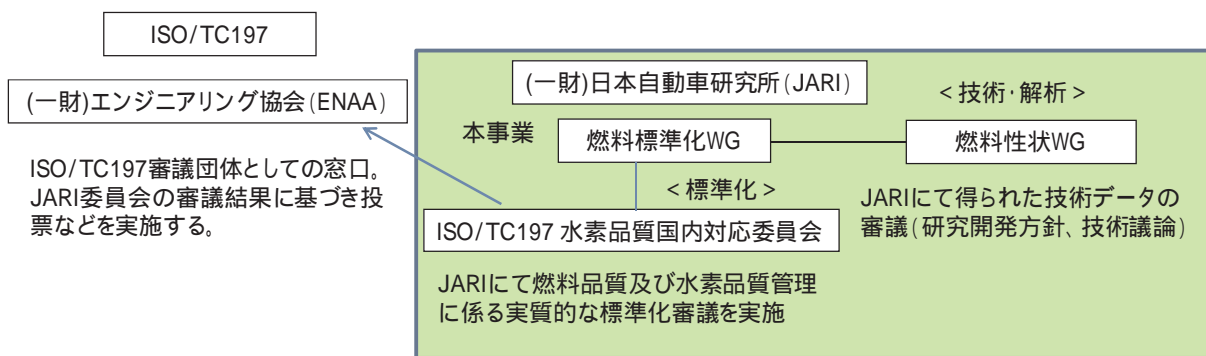 ISO/TC197
(一財)エンジニアリング協会(ENAA)
ISO/TC197審議団体としての窓口。
JARI委員会の審議結果に基づき投
票などを実施する。
(一財)日本自動車研究所(JARI)
<技術・解析>
本事業
燃料標準化WG
燃料性状WG
<標準化>
ISO/TC197 水素品質国内対応委員会
JARIにて燃料品質及び水素品質管理
に係る実質的な標準化審議を実施
JARIにて得られた技術データの
審議(研究開発方針、技術議論)